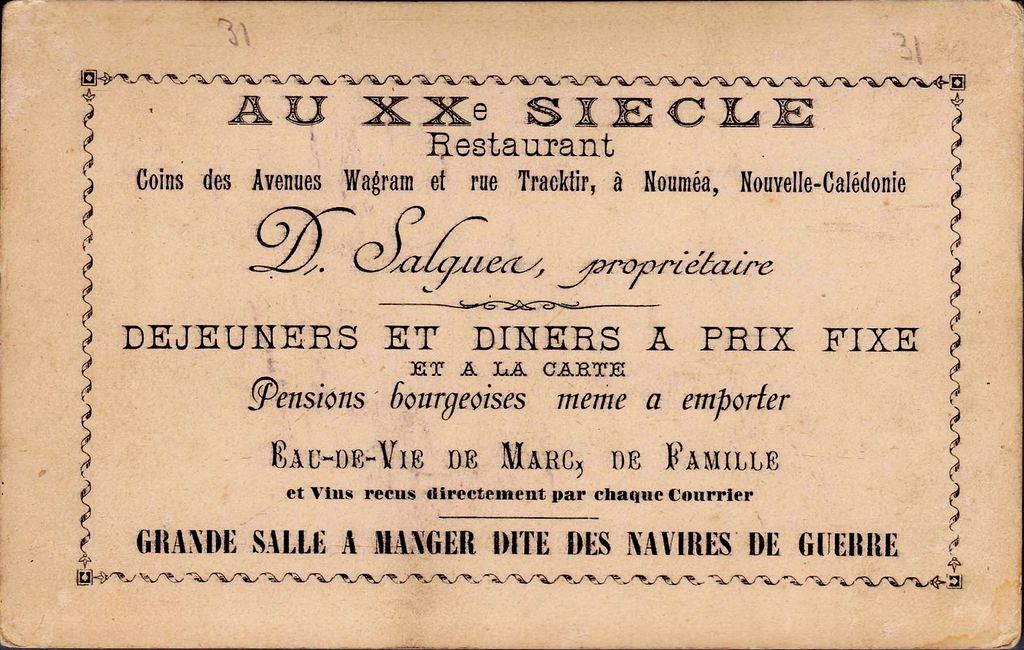 31
31
AU XXe SIECLE
Restaurant
Coins des Avenues Wagram et rue Tracktir, à Nouméa, Nouvelle-Calédonie
D. Salguea, propriétaire
DEJEUNERS ET DINERS A PRIX FIXE
ET A LA CARTE
Pensions bourgeoises meme a emporter
EAU-DE-VIE DE MARC, DE FAMILLE
et Vins recus directement par chaque Courrier
GRANDE SALLE A MANGER DITE DES NAVIRES DE GUERRE